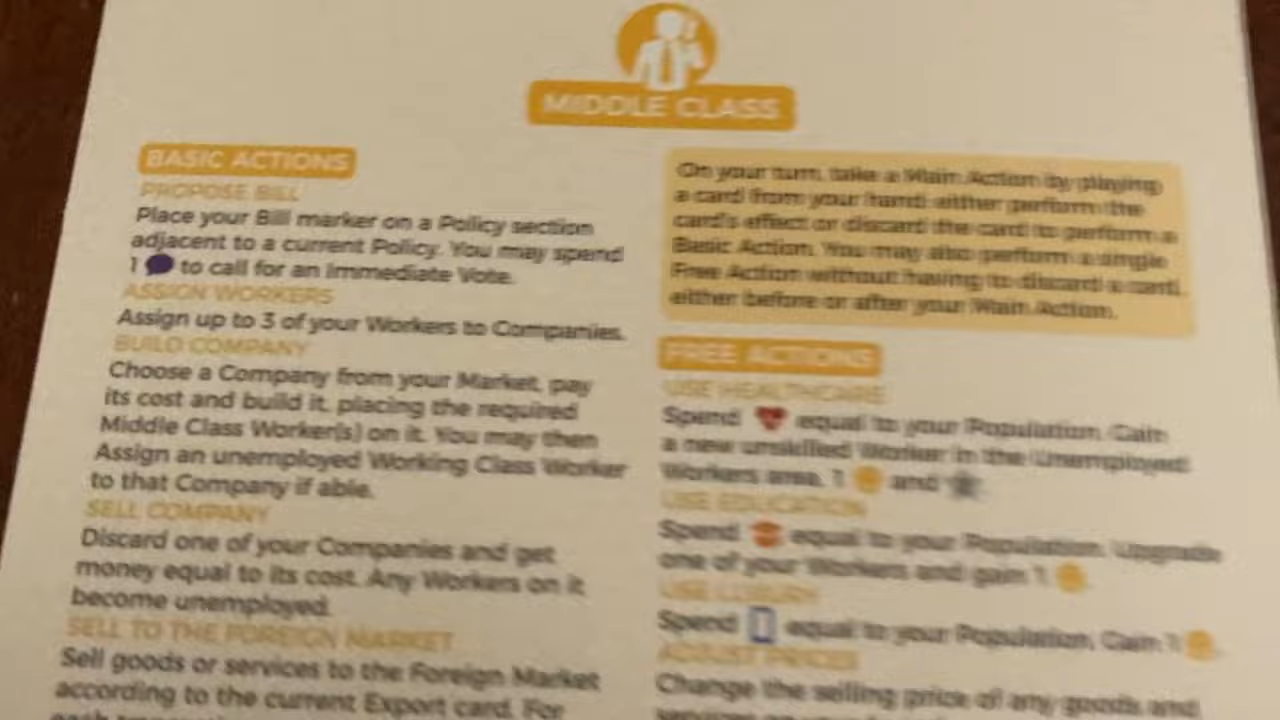 MIDDLE CLASS
BASIC ACTIONS
PROPOSE BILL
Place your Bill marker on a Policy section
adjacent to a current Policy. You may spend
1 to call for an Immediate Vote.
ASSIGN WORKERS
Assign up to 3 of your Workers to Companies.
BUILD COMPANY
Choose a Company from your Market, pay
its cost and build it, placing the required
Middle Class Worker(s) on it. You may then
Assign an unemployed Working Class Worker
to that Company if able.
SELL COMPANY
Discard one of your Companies and get
money equal to its cost. Any Workers on it
become unemployed.
SELL TO THE FOREIGN MARKET
Sell goods or services to the Foreign Market
according to the current Export card. For
On your turn, take a Main Action by playing
a card from your hand: either perform the
card's effect or discard the card to perform a
Basic Action. You may also perform a single
Free Action without having to discard a card,
either before or after your Main Action.
FREE ACTIONS
USE HEALTHCARE
Spend equal to your Population. Gain
a new unskilled Worker in the Unemployed
Workers area, 1 and
USE EDUCATION
Spend equal to your Population. Upgrade
one of your Workers and gain 1
USE LUXURY
Spend equal to your Population. Gain 1
ADJUST PRICES
Change the selling price of any goods and